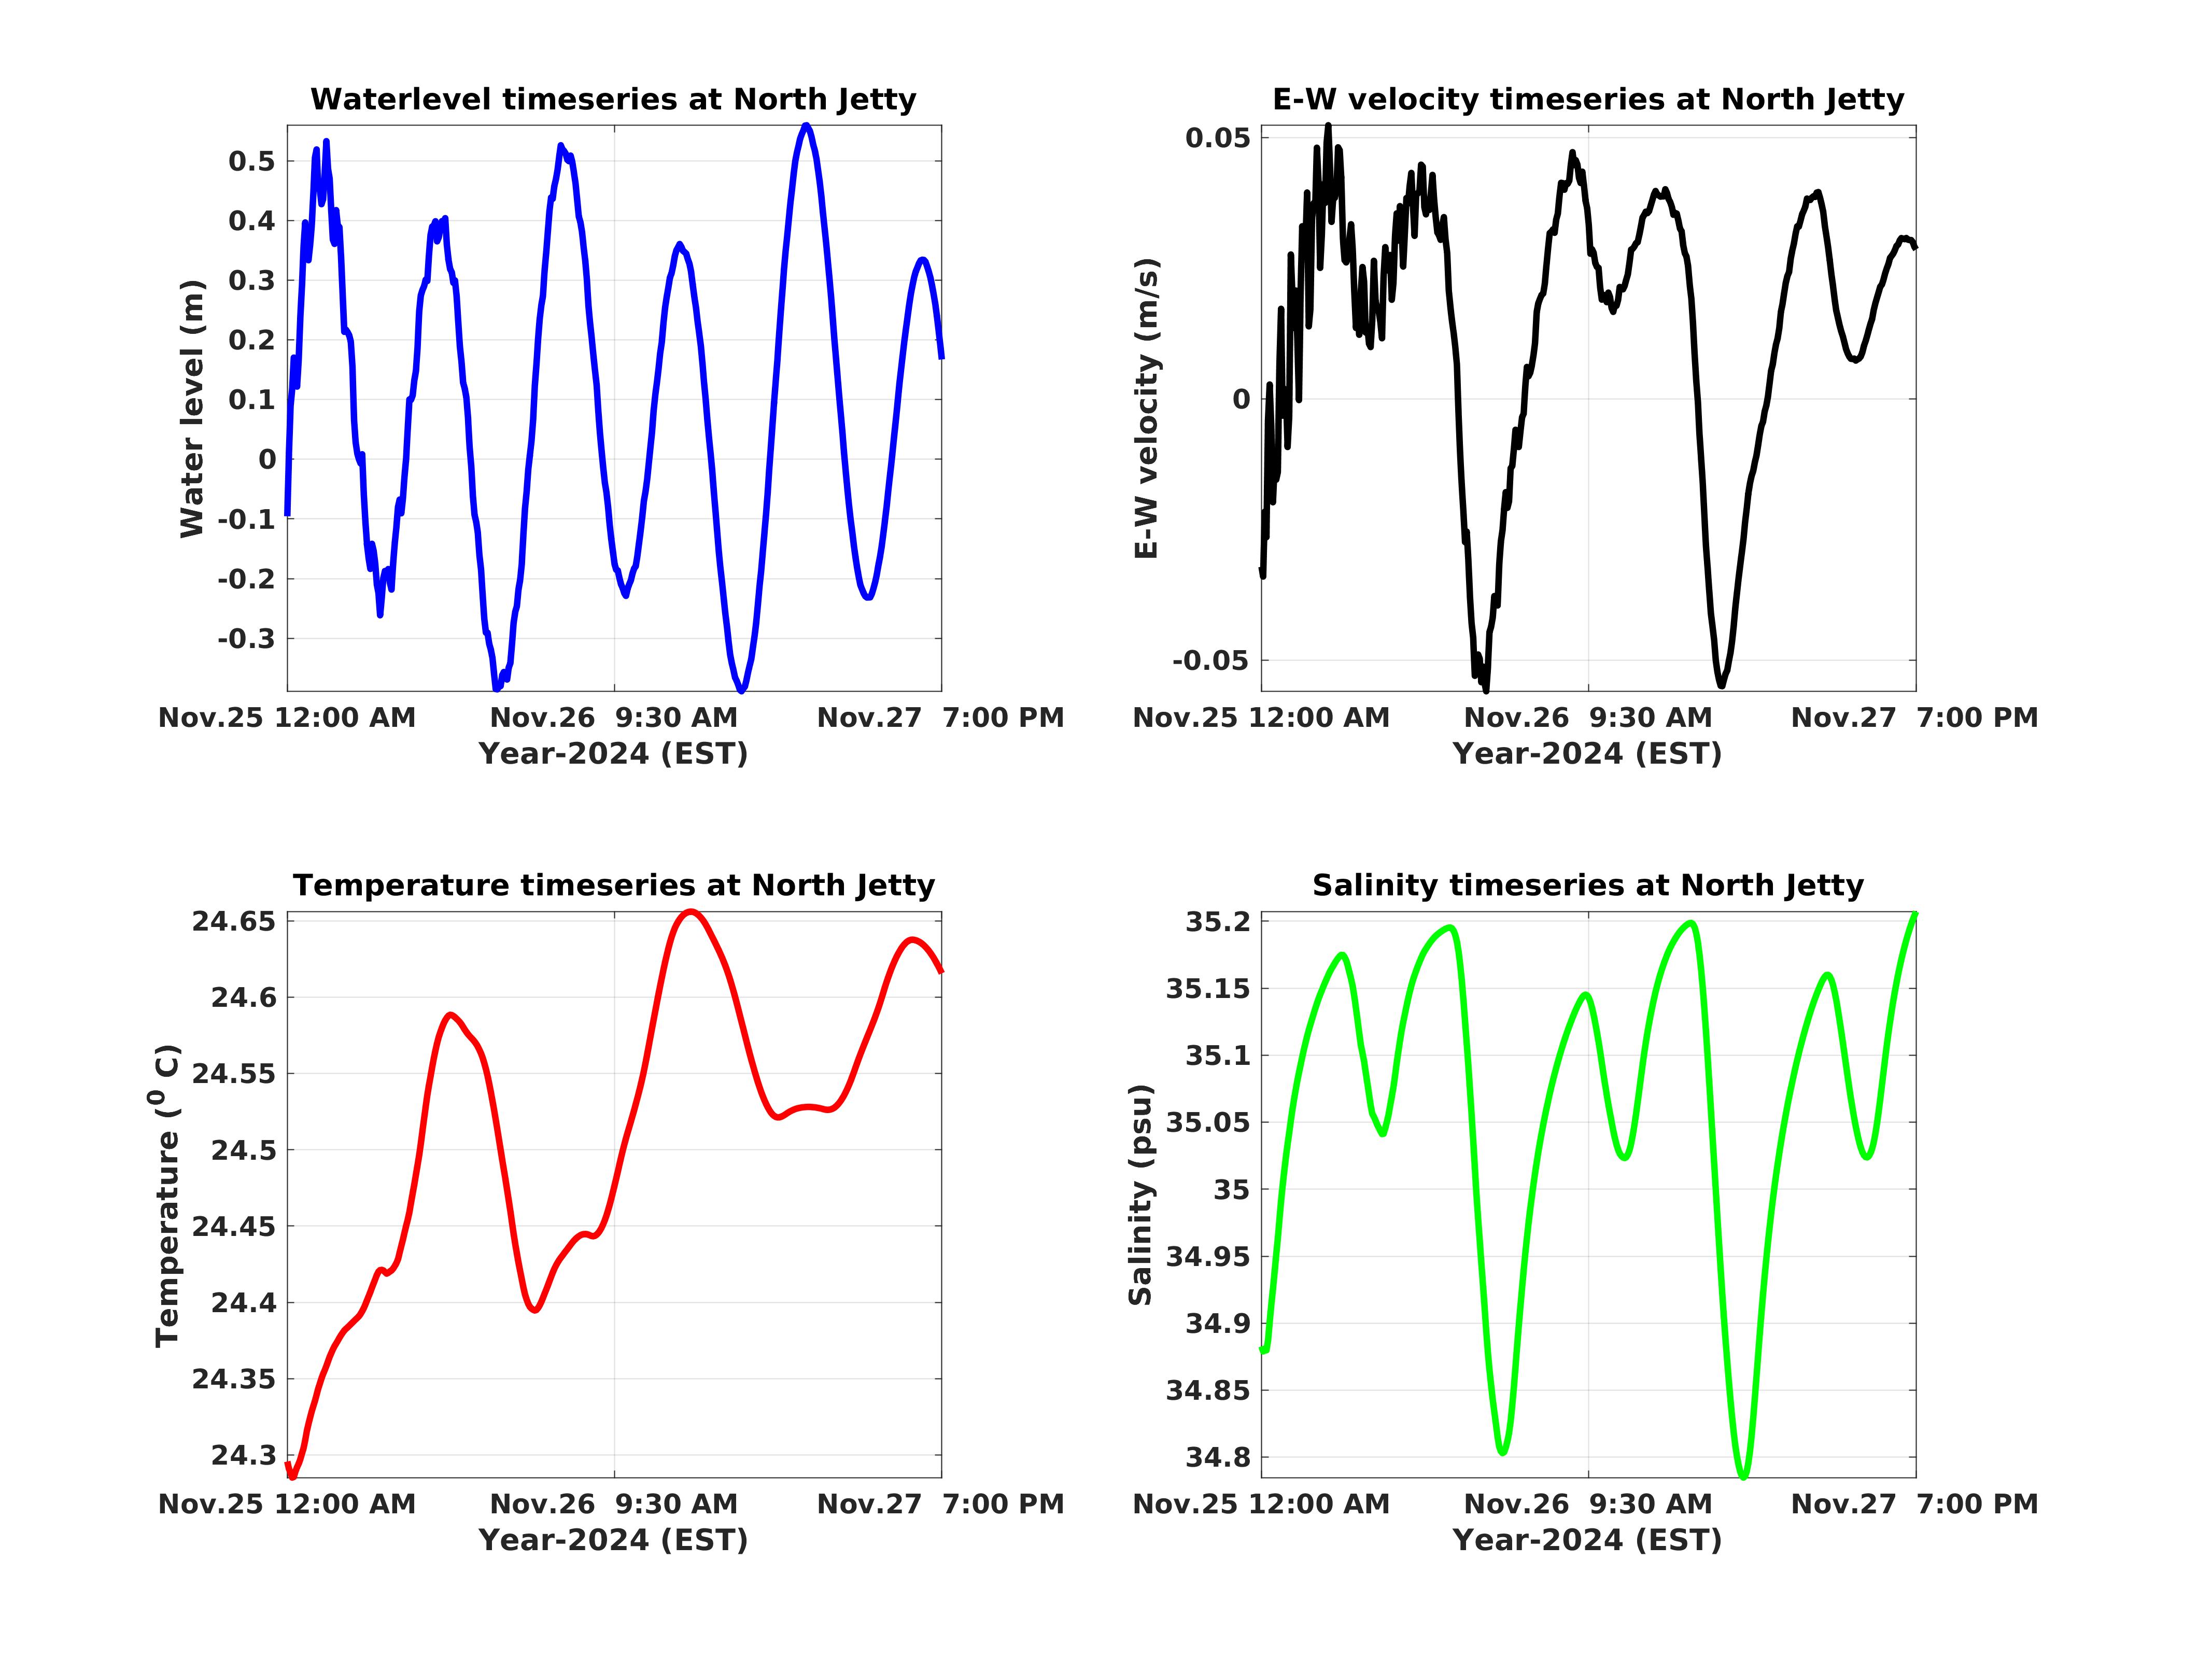 Waterlevel timeseries at North Jetty
Water level (m)
0.5
0.4
0.3
0.2
0.1
0
-0.1
-0.2
-0.3
Nov.25 12:00 AM Nov.26 9:30 AM Nov.27 7:00 PM
Year-2024 (EST)
E-W velocity timeseries at North Jetty
E-W velocity (m/s)
0.05
0
-0.05
Nov.25 12:00 AM Nov.26 9:30 AM Nov.27 7:00 PM
Year-2024 (EST)
Temperature timeseries at North Jetty
Temperature (⁰ C)
24.65
24.6
24.55
24.5
24.45
24.4
24.35
24.3
Nov.25 12:00 AM Nov.26 9:30 AM Nov.27 7:00 PM
Year-2024 (EST)
Salinity timeseries at North Jetty
Salinity (psu)
35.2
35.15
35.1
35.05
35
34.95
34.9
34.85
34.8
Nov.25 12:00 AM Nov.26 9:30 AM Nov.27 7:00 PM
Year-2024 (EST)